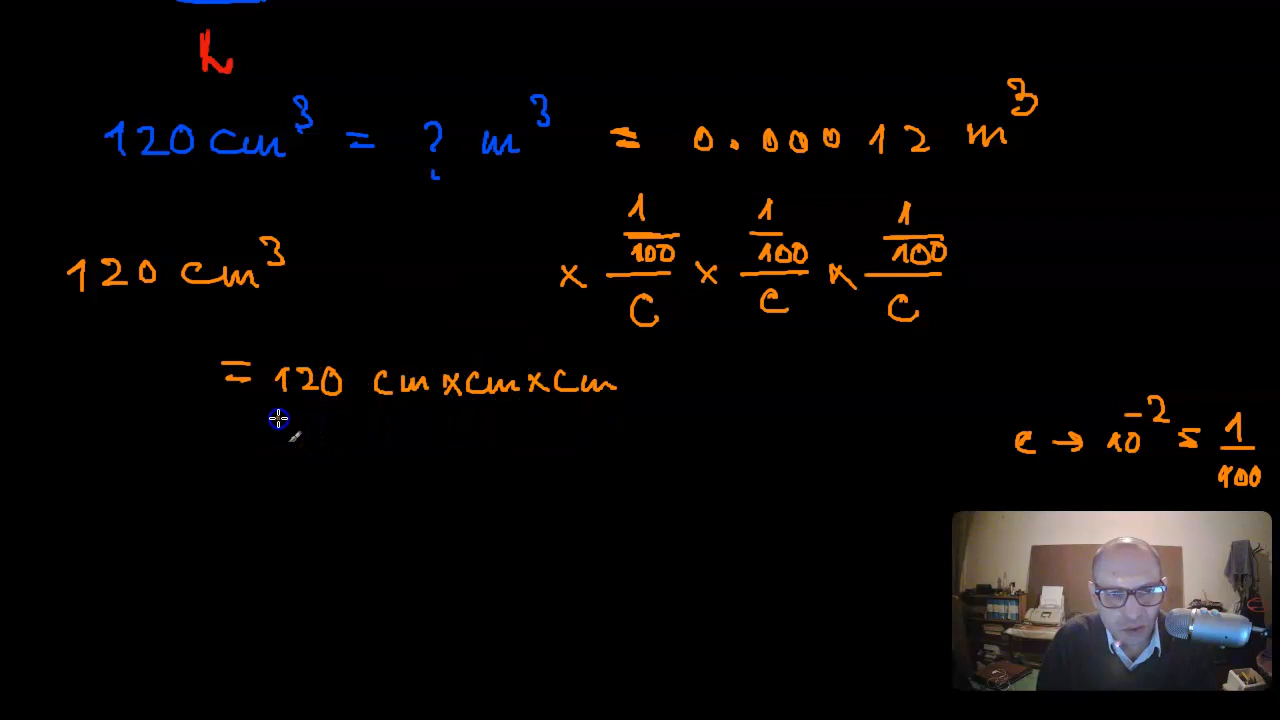 h
120 cm³ = ? m³ = 0.00012 m³
120 cm³ × 1/100/c × 1/100/c × 1/100/c
= 120 cm×cm×cm
c → 10⁻² = 1/100